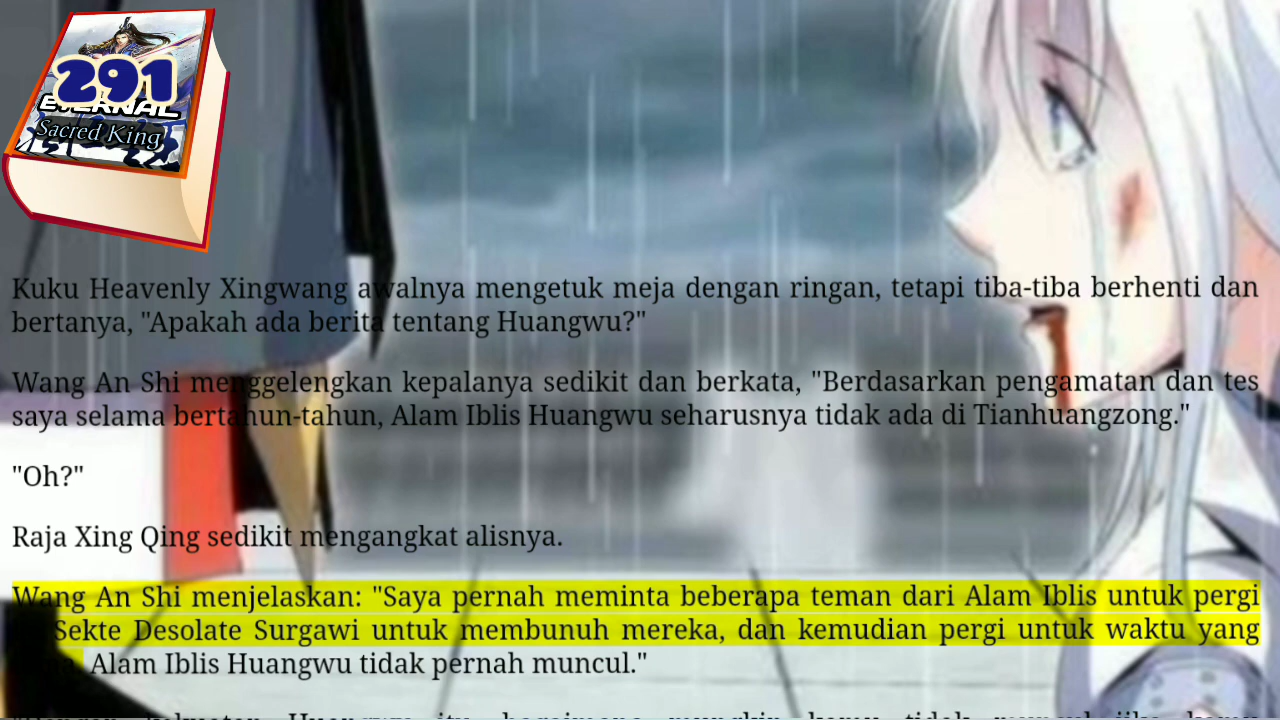 291
ETERNAL
Sacred King
Kuku Heavenly Xingwang awalnya mengetuk meja dengan ringan, tetapi tiba-tiba berhenti dan
bertanya, "Apakah ada berita tentang Huangwu?"
Wang An Shi menggelengkan kepalanya sedikit dan berkata, "Berdasarkan pengamatan dan tes
saya selama bertahun-tahun, Alam Iblis Huangwu seharusnya tidak ada di Tianhuangzong."
"Oh?"
Raja Xing Qing sedikit mengangkat alisnya.
Wang An Shi menjelaskan: "Saya pernah meminta beberapa teman dari Alam Iblis untuk pergi
Sekte Desolate Surgawi untuk membunuh mereka, dan kemudian pergi untuk waktu yang
Alam Iblis Huangwu tidak pernah muncul."